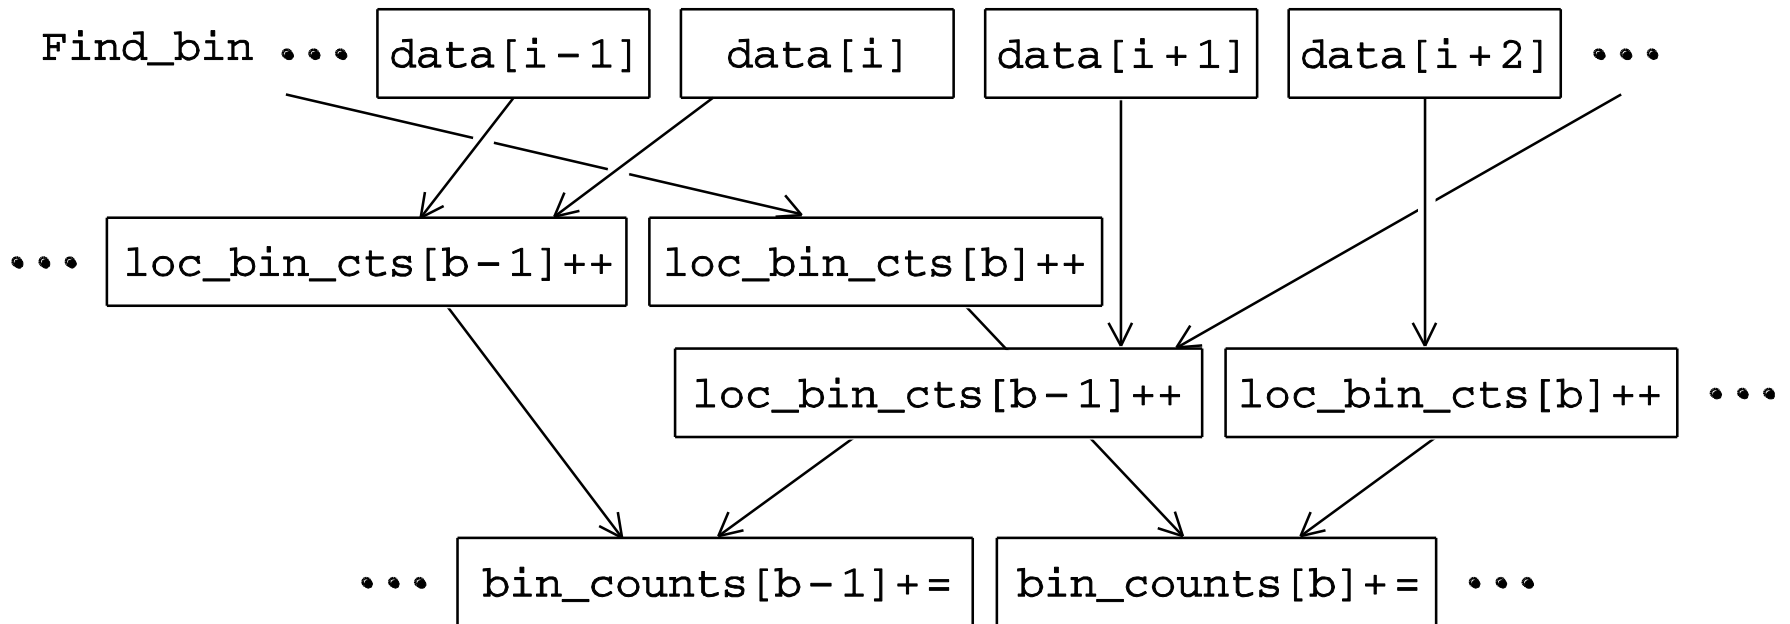 Find_bin ••• data[i-1] data[i] data[i+1] data[i+2] •••
••• loc_bin_cts[b-1]++ loc_bin_cts[b]++
loc_bin_cts[b-1]++ loc_bin_cts[b]++ •••
••• bin_counts[b-1]+= bin_counts[b]+= •••